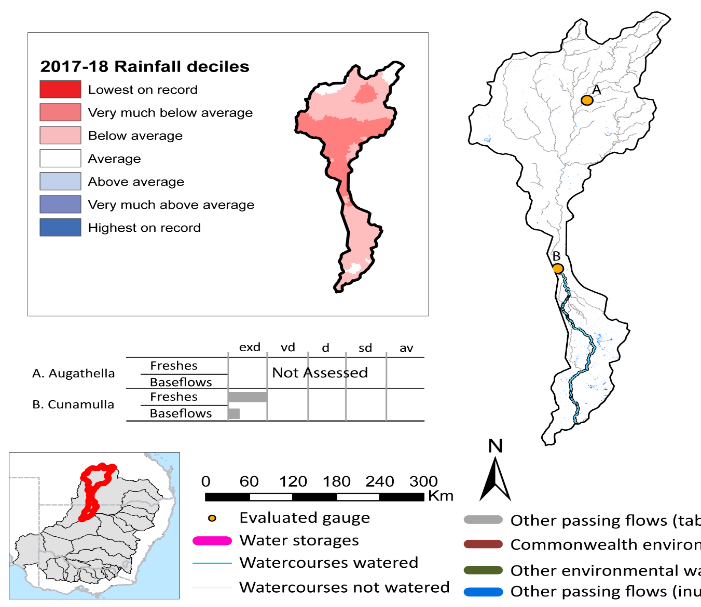 2017-18 Rainfall deciles
Lowest on record
Very much below average
Below average
Average
Above average
Very much above average
Highest on record
A
B
exd vd d sd av
A. Augathella Freshes Not Assessed
Baseflows
B. Cunamulla Freshes
Baseflows
N
0 60 120 180 240 300
Km
Evaluated gauge
Water storages
Watercourses watered
Watercourses not watered
Other passing flows (tab
Commonwealth environ
Other environmental wa
Other passing flows (inu